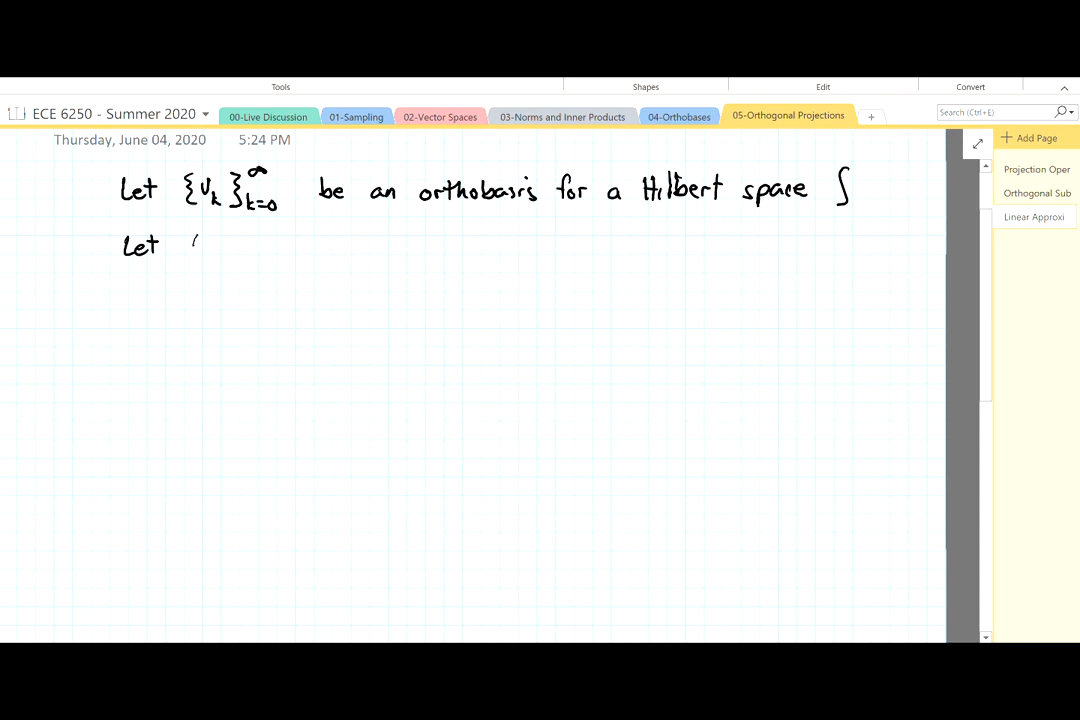 Tools Shapes Edit Convert
ECE 6250 - Summer 2020 00-Live Discussion 01-Sampling 02-Vector Spaces 03-Norms and Inner Products 04-Orthobases 05-Orthogonal Projections + Search (Ctrl+E)
Thursday, June 04, 2020 5:24 PM
+ Add Page
Projection Oper
Orthogonal Sub
Linear Approxi
Let {v_k}_{k=0}^∞ be an orthobasis for a Hilbert space S
Let